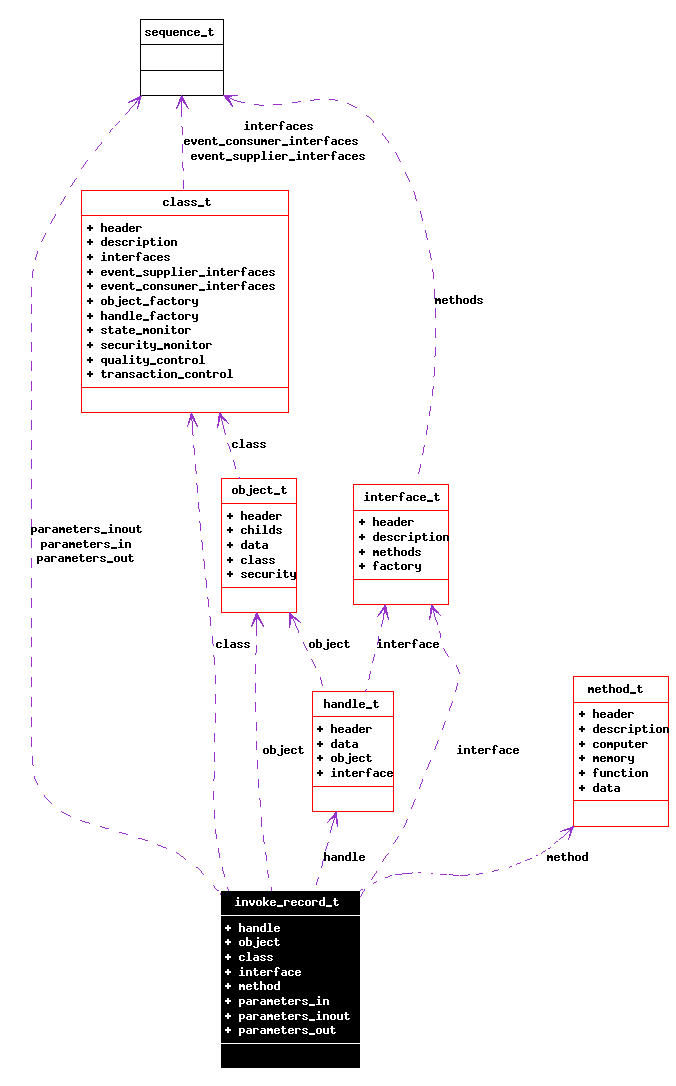 sequence_t
interfaces
event_consumer_interfaces
event_supplier_interfaces
class_t
+ header
+ description
+ interfaces
+ event_supplier_interfaces
+ event_consumer_interfaces
+ object_factory
+ handle_factory
+ state_monitor
+ security_monitor
+ quality_control
+ transaction_control
methods
class
object_t
+ header
+ childs
+ data
+ class
+ security
interface_t
+ header
+ description
+ methods
+ factory
parameters_inout
parameters_in
parameters_out
class
object
interface
handle_t
+ header
+ data
+ object
+ interface
method_t
+ header
+ description
+ computer
+ memory
+ function
+ data
object
interface
handle
method
invoke_record_t
+ handle
+ object
+ class
+ interface
+ method
+ parameters_in
+ parameters_inout
+ parameters_out